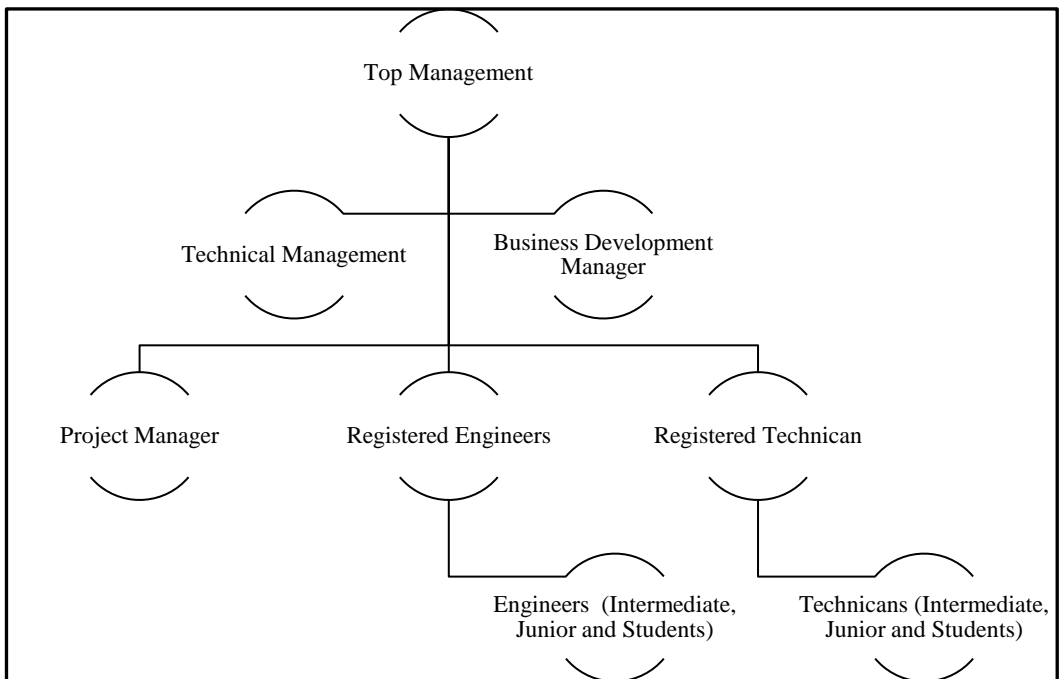 Top Management
Technical Management
Business Development
Manager
Project Manager
Registered Engineers
Registered Technican
Engineers (Intermediate,
Junior and Students)
Technicans (Intermediate,
Junior and Students)